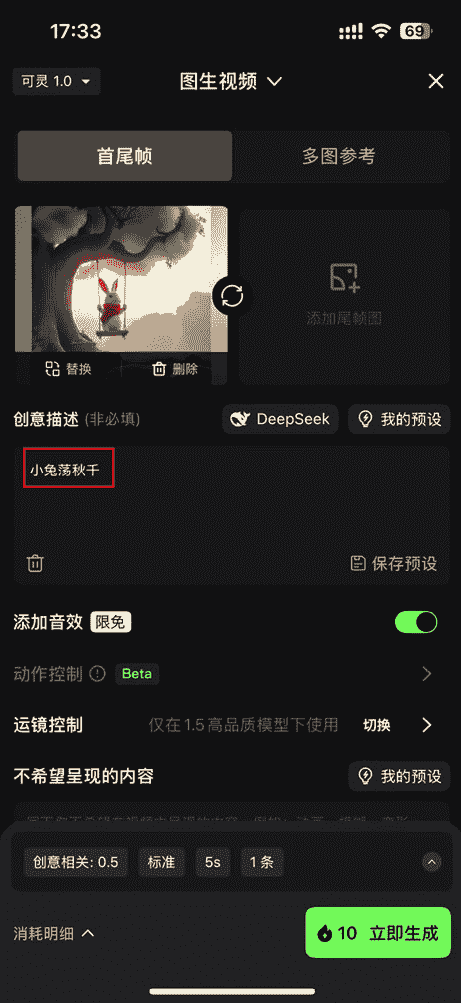 17:33
69
可灵 1.0
图生视频
首尾帧
多图参考
替换
删除
添加尾帧图
创意描述 (非必填)
DeepSeek
我的预设
小兔荡秋千
保存预设
添加音效 限免
动作控制 Beta
运镜控制
仅在 1.5 高品质模型下使用
切换
不希望呈现的内容
我的预设
创意相关: 0.5
标准
5s
1 条
消耗明细
10 立即生成